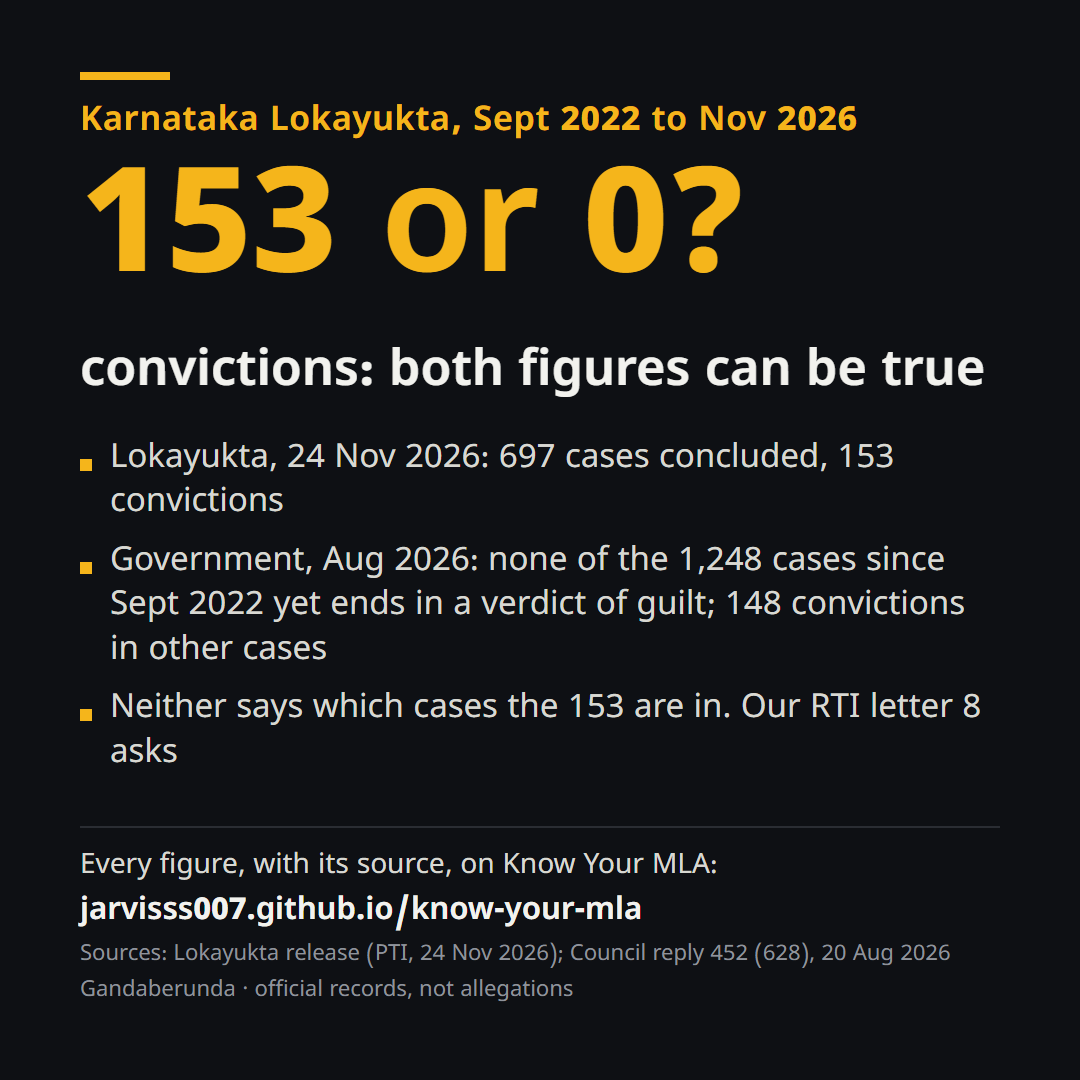 Karnataka Lokayukta, Sept 2022 to Nov 2026
153 or 0?
convictions: both figures can be true
Lokayukta, 24 Nov 2026: 697 cases concluded, 153
convictions
Government, Aug 2026: none of the 1,248 cases since
Sept 2022 yet ends in a verdict of guilt; 148 convictions
in other cases
Neither says which cases the 153 are in. Our RTI letter 8
asks
Every figure, with its source, on Know Your MLA:
jarvisss007.github.io/know-your-mla
Sources: Lokayukta release (PTI, 24 Nov 2026); Council reply 452 (628), 20 Aug 2026
Gandaberunda · official records, not allegations